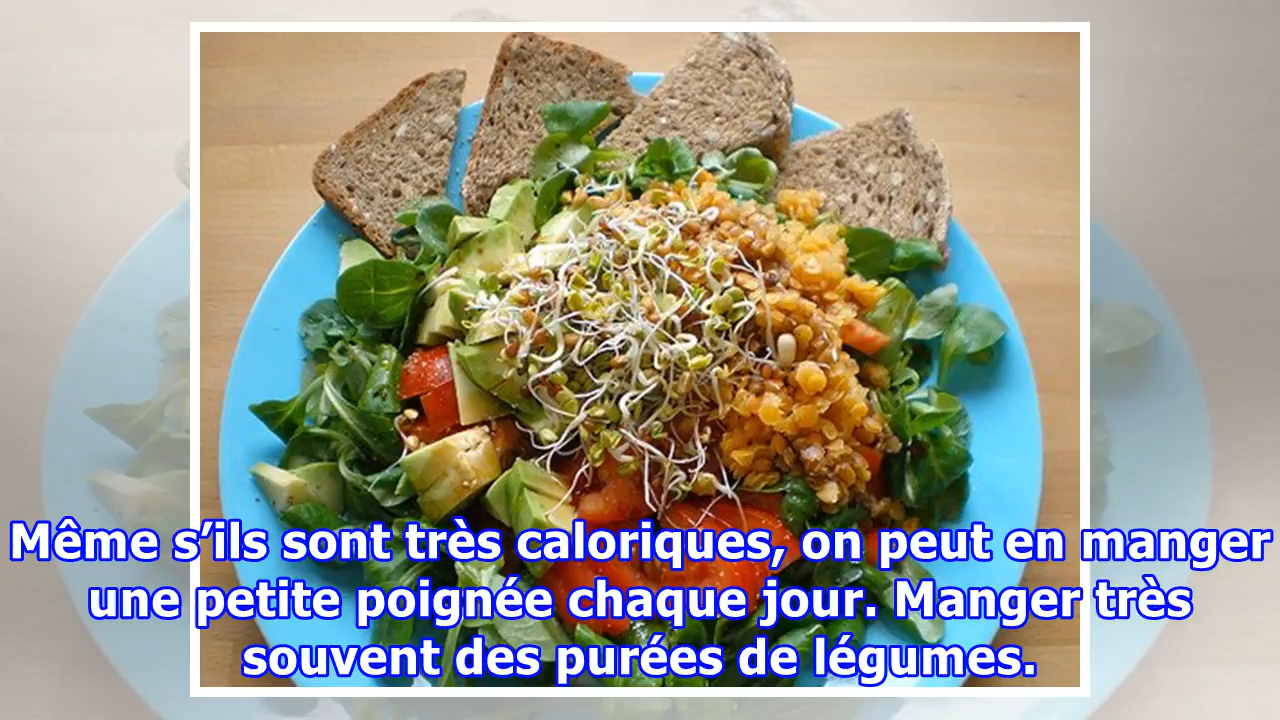 Même s’ils sont très caloriques, on peut en manger
une petite poignée chaque jour. Manger très
souvent des purées de légumes.